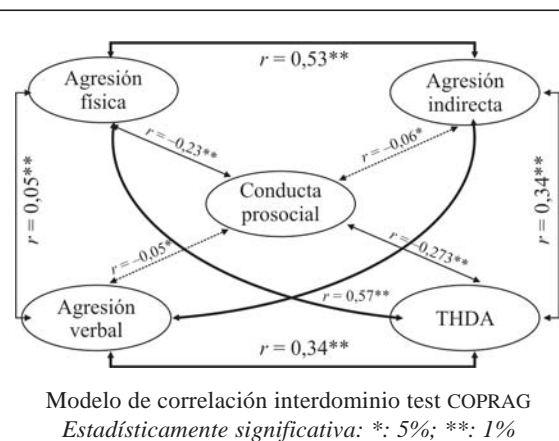 r = 0,53**
Agresión
física
Agresión
indirecta
r = –0,23**
r = –0,06*
r = 0,05**
Conducta
prosocial
r = 0,34**
r = –0,05*
r = –0,273**
r = 0,57**
Agresión
verbal
THDA
r = 0,34**
Modelo de correlación interdominio test COPRAG
Estadísticamente significativa: *: 5%; **: 1%